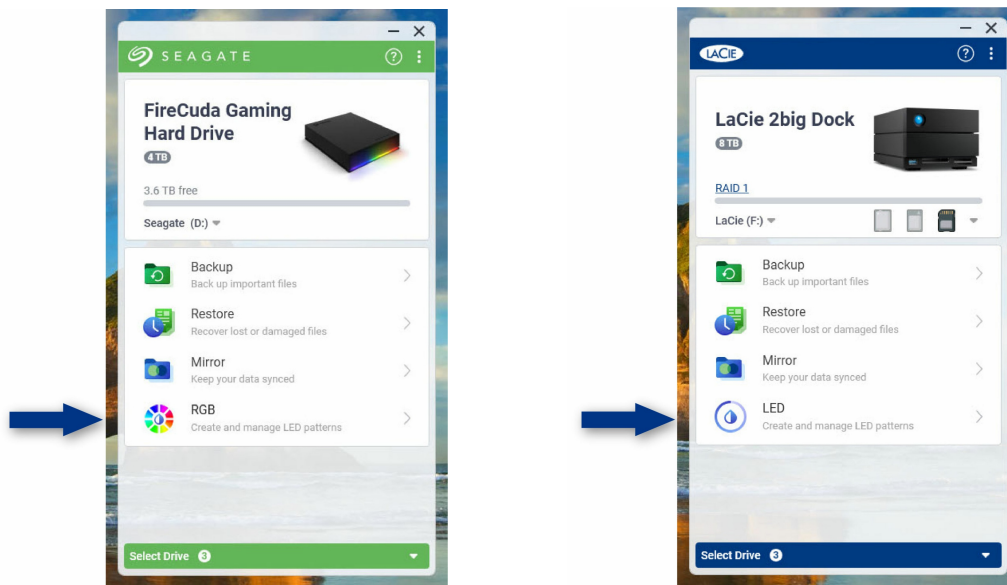 SEAGATE
FireCuda Gaming
Hard Drive
4 TB
3.6 TB free
Seagate (D:)
Backup
Back up important files
Restore
Recover lost or damaged files
Mirror
Keep your data synced
RGB
Create and manage LED patterns
Select Drive 3
LACIE
LaCie 2big Dock
8 TB
RAID 1
LaCie (F:)
Backup
Back up important files
Restore
Recover lost or damaged files
Mirror
Keep your data synced
LED
Create and manage LED patterns
Select Drive 3